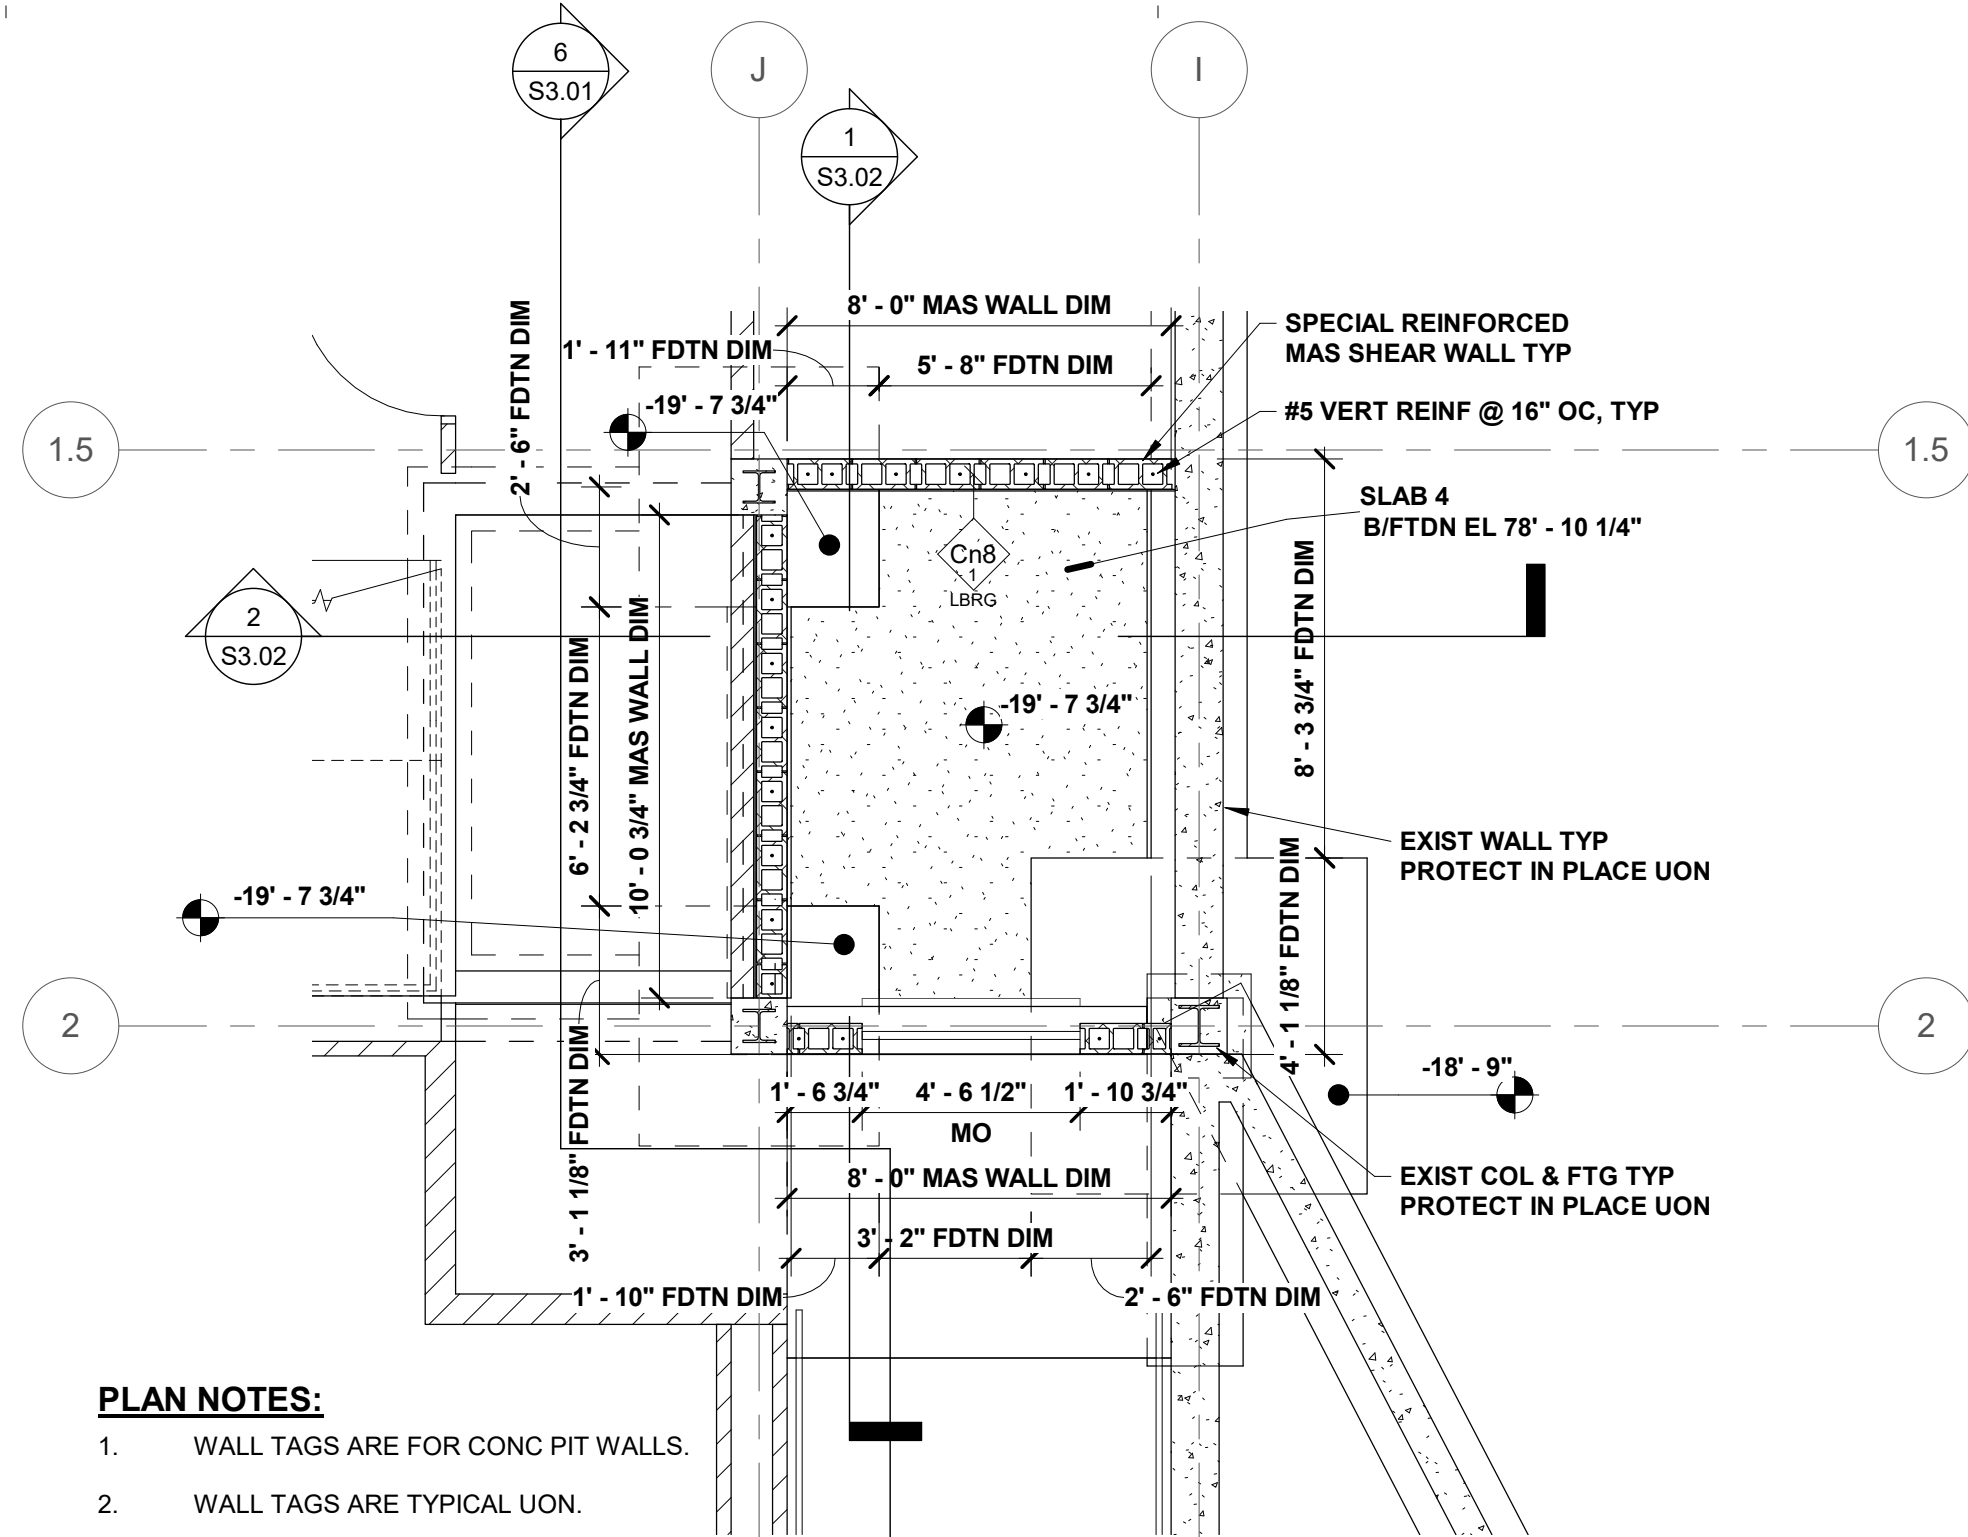 6
S3.01
J
I
1
S3.02
8' - 0" MAS WALL DIM
SPECIAL REINFORCED
MAS SHEAR WALL TYP
1' - 11" FDTN DIM
5' - 8" FDTN DIM
2' - 6" FDTN DIM
-19' - 7 3/4"
#5 VERT REINF @ 16" OC, TYP
1.5
1.5
SLAB 4
B/FTDN EL 78' - 10 1/4"
Cn8
1
LBRG
2
S3.02
6' - 2 3/4" FDTN DIM
10' - 0 3/4" MAS WALL DIM
8' - 3 3/4" FDTN DIM
-19' - 7 3/4"
EXIST WALL TYP
PROTECT IN PLACE UON
-19' - 7 3/4"
4' - 1 1/8" FDTN DIM
2
2
3' - 1 1/8" FDTN DIM
1' - 6 3/4"
4' - 6 1/2"
1' - 10 3/4"
MO
-18' - 9"
8' - 0" MAS WALL DIM
EXIST COL & FTG TYP
PROTECT IN PLACE UON
3' - 2" FDTN DIM
1' - 10" FDTN DIM
2' - 6" FDTN DIM
PLAN NOTES:
1. WALL TAGS ARE FOR CONC PIT WALLS.
2. WALL TAGS ARE TYPICAL UON.